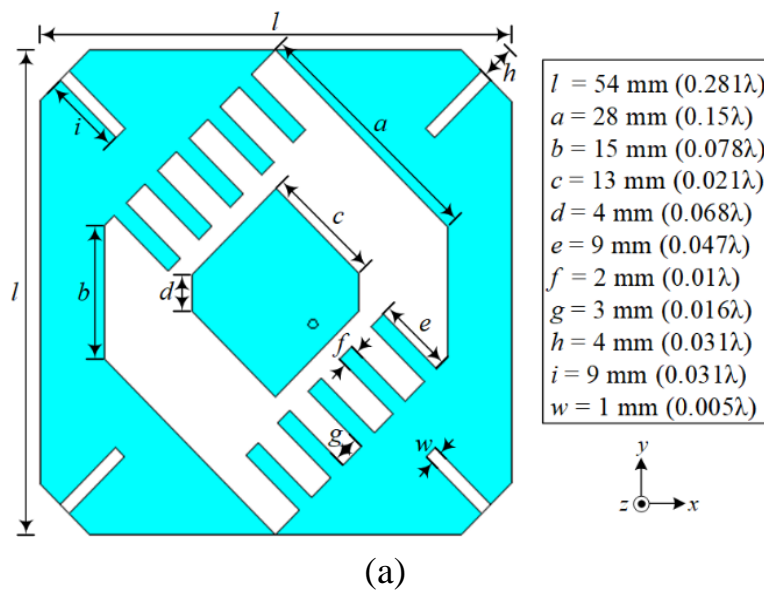 l
h
i
a
l = 54 mm (0.281λ)
a = 28 mm (0.15λ)
b = 15 mm (0.078λ)
c = 13 mm (0.021λ)
d = 4 mm (0.068λ)
e = 9 mm (0.047λ)
f = 2 mm (0.01λ)
g = 3 mm (0.016λ)
h = 4 mm (0.031λ)
i = 9 mm (0.031λ)
w = 1 mm (0.005λ)
c
l
b
d
e
f
g
w
y
z
x
(a)